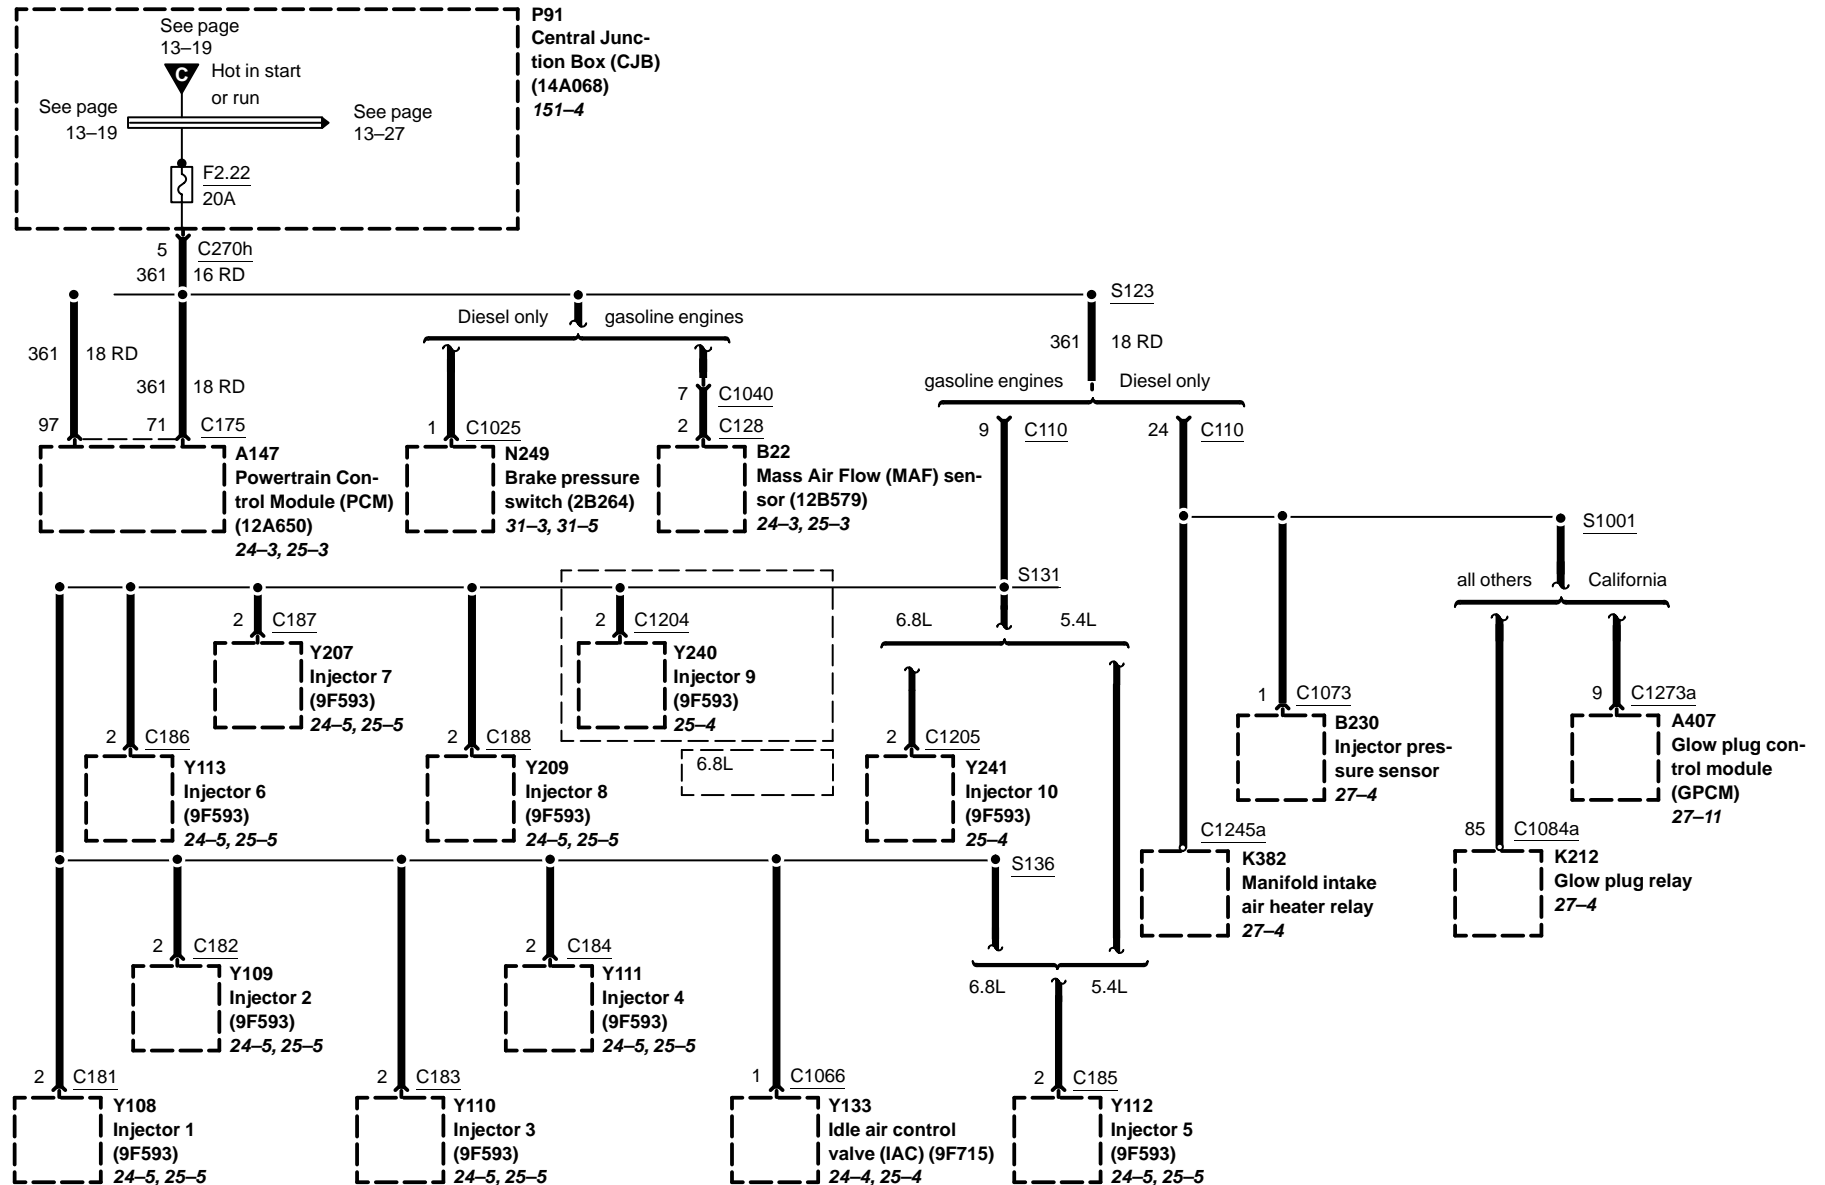 See page
13–19
C
Hot in start
or run
See page
13–19
See page
13–27
F2.22
20A
P91
Central Junc-
tion Box (CJB)
(14A068)
151–4
5
C270h
361
16 RD
S123
Diesel only
gasoline engines
361
18 RD
361
18 RD
361
18 RD
gasoline engines
Diesel only
97
71
C175
1
C1025
7
C1040
2
C128
9
C110
24
C110
A147
Powertrain Con-
trol Module (PCM)
(12A650)
24–3, 25–3
N249
Brake pressure
switch (2B264)
31–3, 31–5
B22
Mass Air Flow (MAF) sen-
sor (12B579)
24–3, 25–3
S1001
all others
California
S131
6.8L
5.4L
2
C187
Y207
Injector 7
(9F593)
24–5, 25–5
2
C1204
Y240
Injector 9
(9F593)
25–4
6.8L
2
C186
Y113
Injector 6
(9F593)
24–5, 25–5
2
C188
Y209
Injector 8
(9F593)
24–5, 25–5
2
C1205
Y241
Injector 10
(9F593)
25–4
1
C1073
B230
Injector pres-
sure sensor
27–4
9
C1273a
A407
Glow plug con-
trol module
(GPCM)
27–11
C1245a
K382
Manifold intake
air heater relay
27–4
85
C1084a
K212
Glow plug relay
27–4
S136
2
C182
Y109
Injector 2
(9F593)
24–5, 25–5
2
C184
Y111
Injector 4
(9F593)
24–5, 25–5
6.8L
5.4L
2
C181
Y108
Injector 1
(9F593)
24–5, 25–5
2
C183
Y110
Injector 3
(9F593)
24–5, 25–5
1
C1066
Y133
Idle air control
valve (IAC) (9F715)
24–4, 25–4
2
C185
Y112
Injector 5
(9F593)
24–5, 25–5